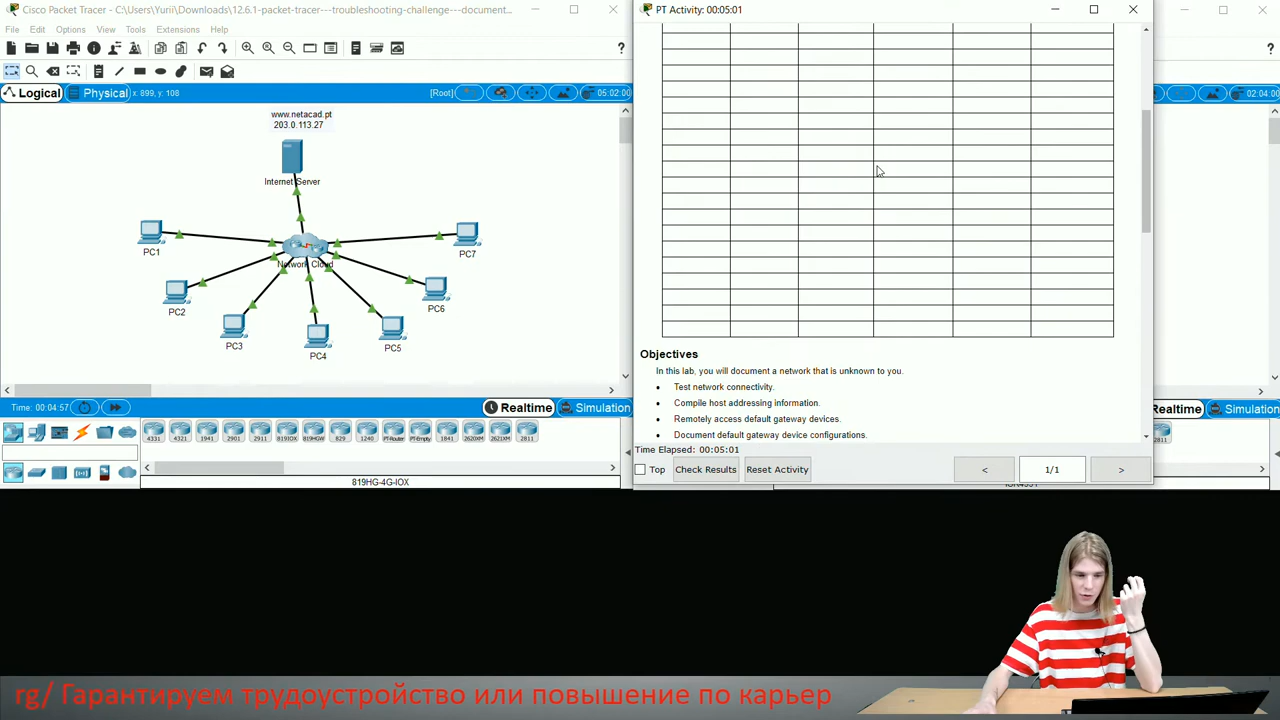 Cisco Packet Tracer - C:\Users\Yurii\Downloads\12.6.1-packet-tracer---troubleshooting-challenge---document...
File Edit Options View Tools Extensions Help
Logical Physical x: 899, y: 108 [Root] 05:02:00
www.netacad.pt
203.0.113.27
Internet Server
PC1
PC7
Network Cloud
PC2
PC6
PC3
PC4
PC5
Time: 00:04:57 Realtime Simulation
4331 4321 1941 2901 2911 819IOX 819HGW 829 1240 PT-Router PT-Empty 1841 2620XM 2621XM 2811
819HG-4G-IOX
PT Activity: 00:05:01
Objectives
In this lab, you will document a network that is unknown to you.
• Test network connectivity.
• Compile host addressing information.
• Remotely access default gateway devices.
• Document default gateway device configurations.
Time Elapsed: 00:05:01
Top Check Results Reset Activity < 1/1 >
02:04:00
Realtime Simulation
2811
rg/ Гарантируем трудоустройство или повышение по карьер